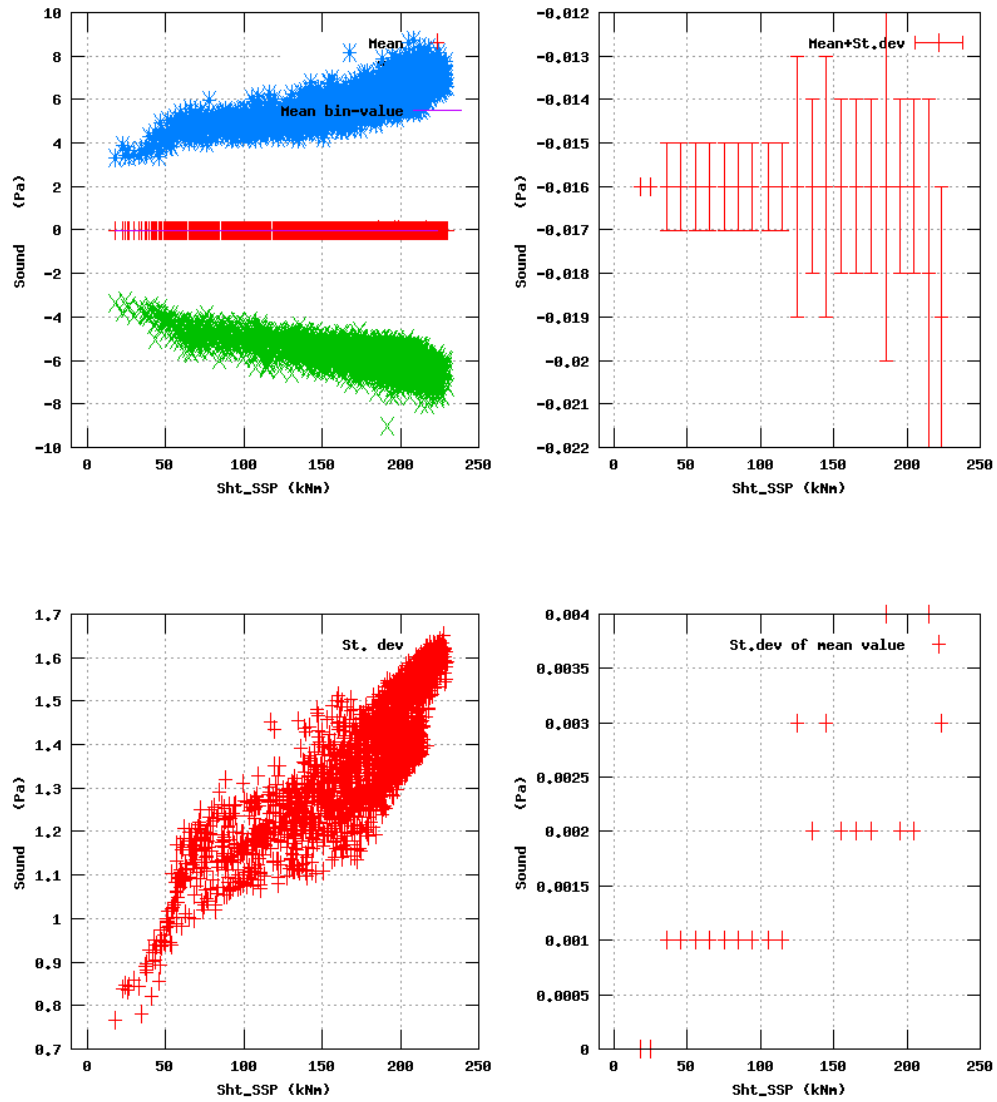 10
8
6
4
2
0
-2
-4
-6
-8
-10
Sound (Pa)
Mean
Mean bin-value
0 50 100 150 200 250
Sht_SSP (kNm)
-0.012
-0.013
-0.014
-0.015
-0.016
-0.017
-0.018
-0.019
-0.02
-0.021
-0.022
Sound (Pa)
Mean+St.dev
0 50 100 150 200 250
Sht_SSP (kNm)
1.7
1.6
1.5
1.4
1.3
1.2
1.1
1
0.9
0.8
0.7
Sound (Pa)
St. dev
0 50 100 150 200 250
Sht_SSP (kNm)
0.004
0.0035
0.003
0.0025
0.002
0.0015
0.001
0.0005
0
Sound (Pa)
St.dev of mean value
0 50 100 150 200 250
Sht_SSP (kNm)